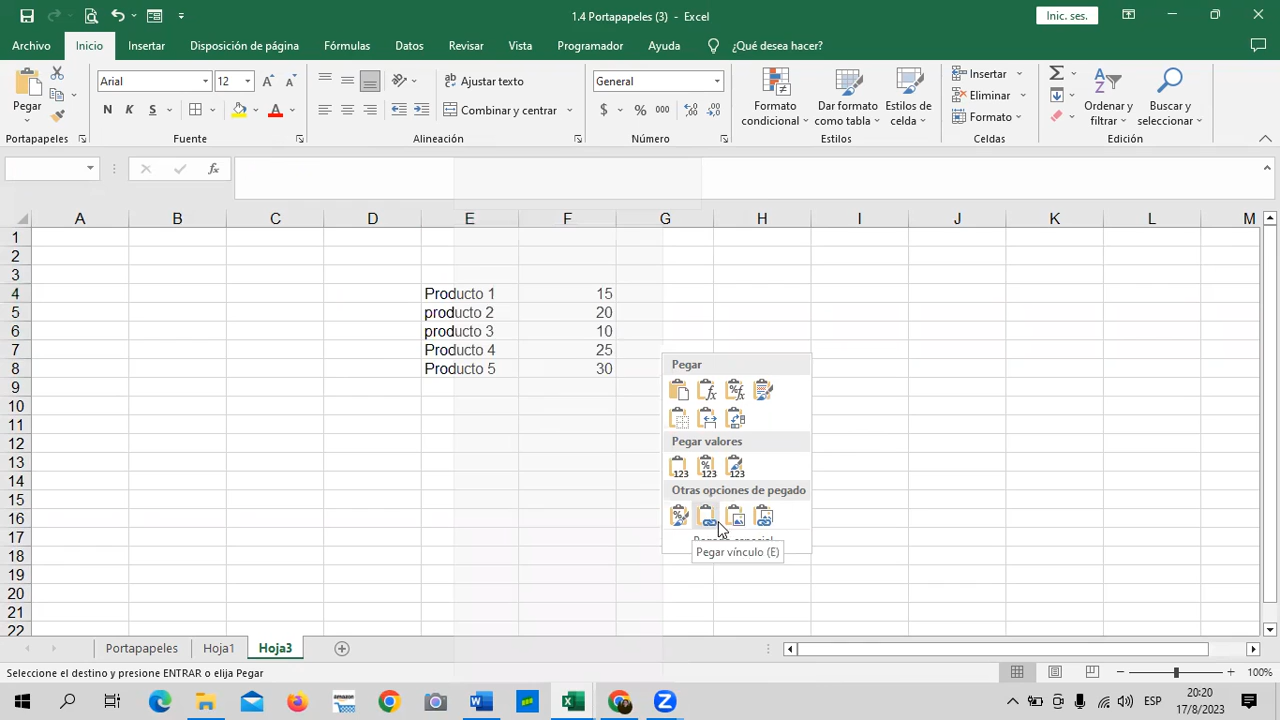 1.4 Portapapeles (3) - Excel
Inic. ses.
Archivo Inicio Insertar Disposición de página Fórmulas Datos Revisar Vista Programador Ayuda ¿Qué desea hacer?
Pegar
Arial 12
N K S
Ajustar texto
Combinar y centrar
General
$ % 000
Formato condicional
Dar formato como tabla
Estilos de celda
Insertar
Eliminar
Formato
Ordenar y filtrar
Buscar y seleccionar
Portapapeles Fuente Alineación Número Estilos Celdas Edición
fx
A B C D E F G H I J K L M
1
2
3
4 Producto 1 15
5 producto 2 20
6 producto 3 10
7 Producto 4 25
8 Producto 5 30
9
10
11
12
13
14
15
16
17
18
19
20
21
22
Pegar
Pegar valores
Otras opciones de pegado
Pegar vínculo (E)
Portapapeles Hoja1 Hoja3
Seleccione el destino y presione ENTRAR o elija Pegar
100%
ESP
20:20
17/8/2023